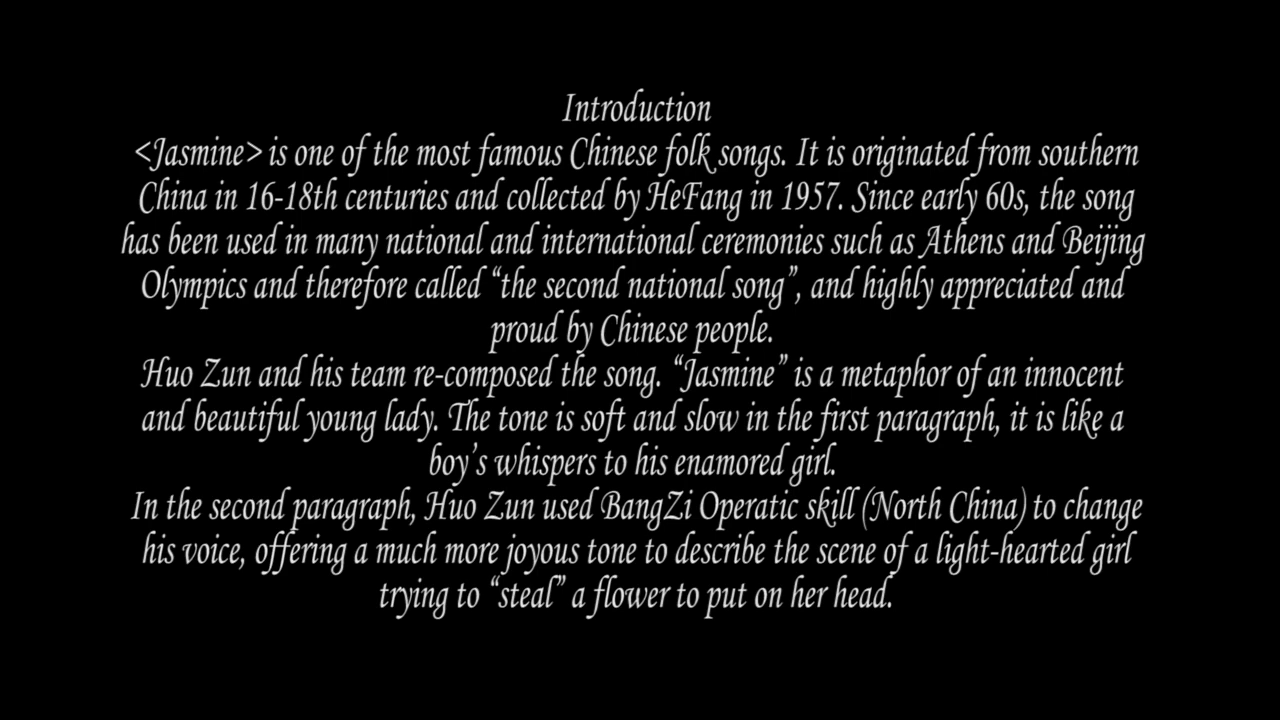 Introduction
<Jasmine> is one of the most famous Chinese folk songs. It is originated from southern
China in 16-18th centuries and collected by HeFang in 1957. Since early 60s, the song
has been used in many national and international ceremonies such as Athens and Beijing
Olympics and therefore called “the second national song”, and highly appreciated and
proud by Chinese people.
Huo Zun and his team re-composed the song. “Jasmine” is a metaphor of an innocent
and beautiful young lady. The tone is soft and slow in the first paragraph, it is like a
boy’s whispers to his enamored girl.
In the second paragraph, Huo Zun used BangZi Operatic skill (North China) to change
his voice, offering a much more joyous tone to describe the scene of a light-hearted girl
trying to “steal” a flower to put on her head.